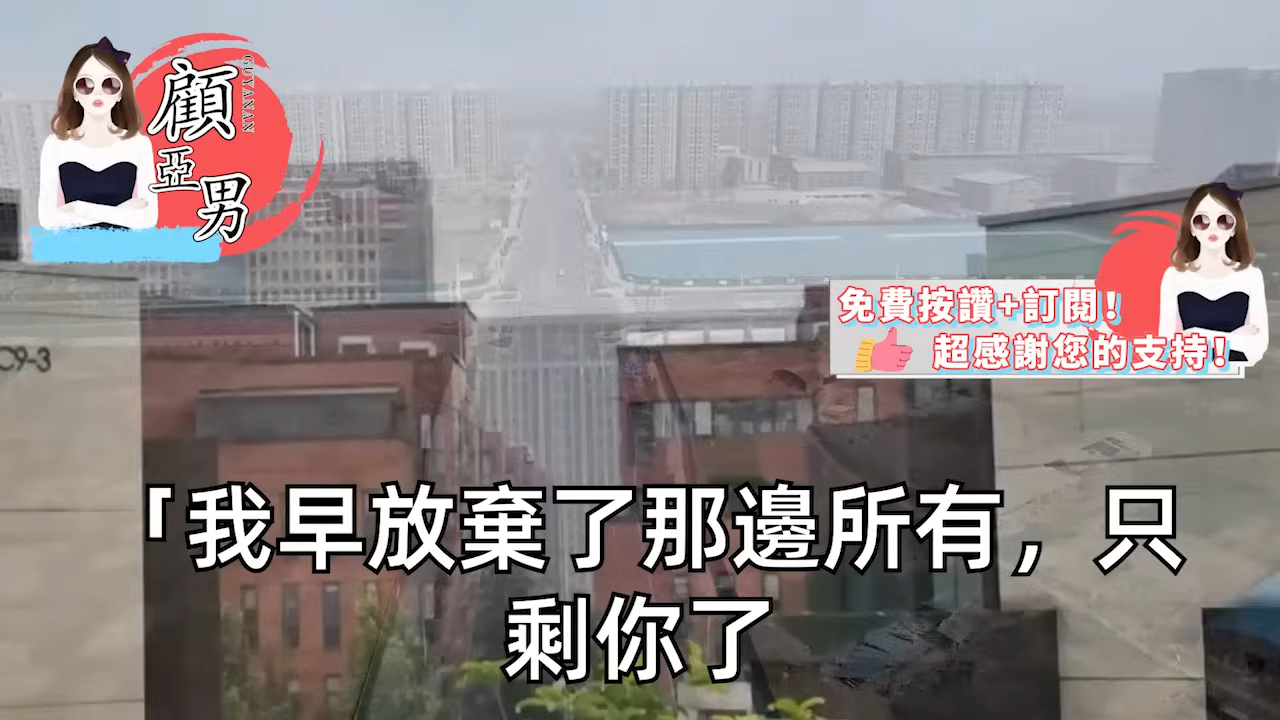 顧亞男
GUYANAN
免費按讚+訂閱!
超感謝您的支持!
C9-3
「我早放棄了那邊所有，只
剩你了